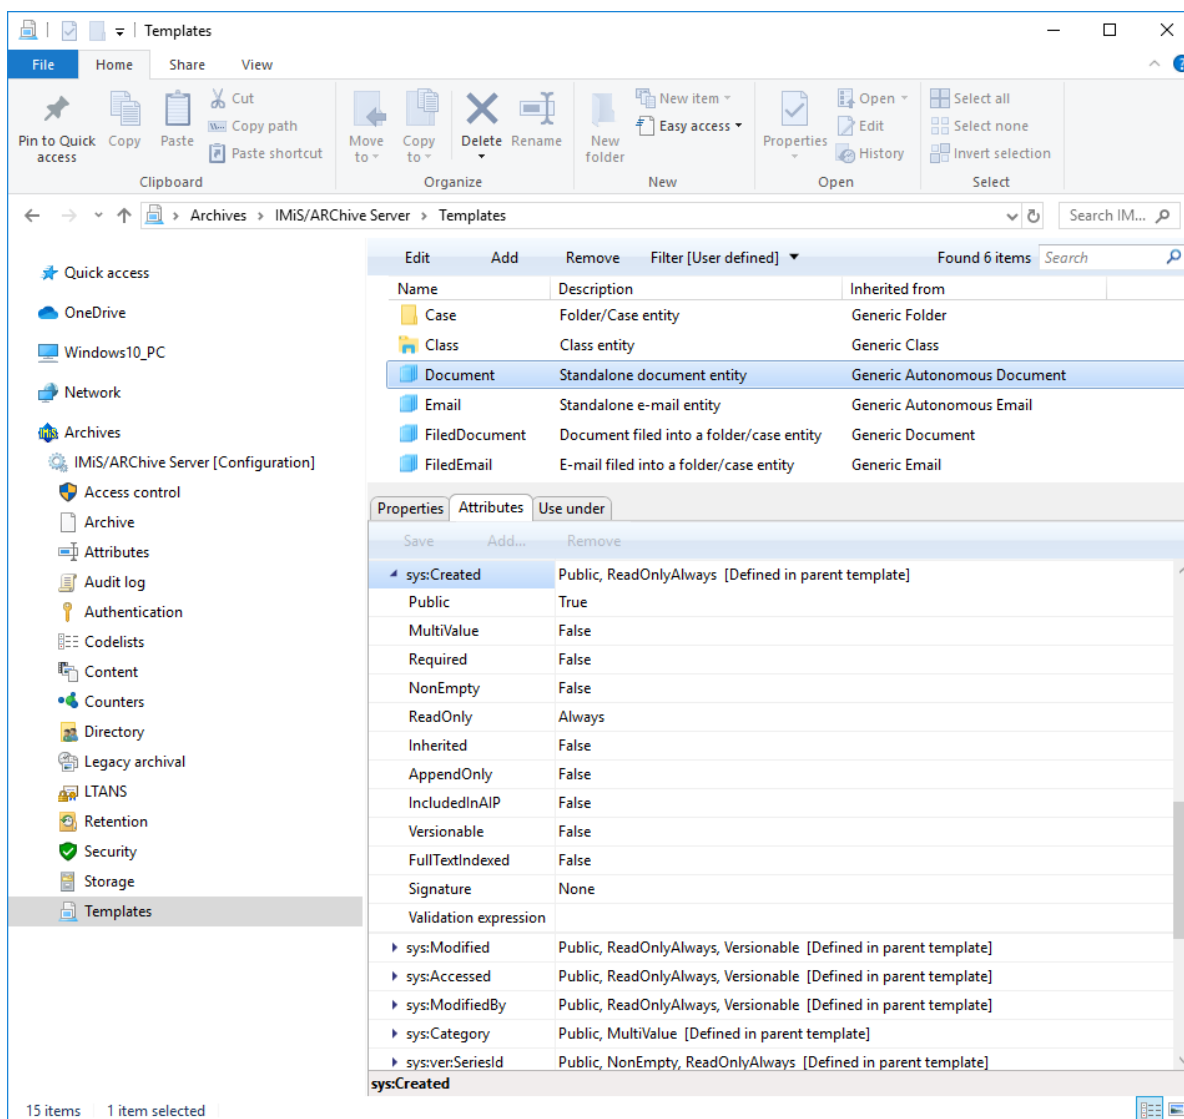 Templates
File Home Share View
Pin to Quick access
Copy
Paste
Cut
Copy path
Paste shortcut
Clipboard
Move to
Copy to
Delete
Rename
Organize
New folder
New item
Easy access
New
Properties
Open
Edit
History
Open
Select all
Select none
Invert selection
Select
Archives > IMiS/ARChive Server > Templates
Search IM...
Quick access
OneDrive
Windows10_PC
Network
Archives
IMiS/ARChive Server [Configuration]
Access control
Archive
Attributes
Audit log
Authentication
Codelists
Content
Counters
Directory
Legacy archival
LTANS
Retention
Security
Storage
Templates
Edit Add Remove Filter [User defined] Found 6 items Search
Name Description Inherited from
Case Folder/Case entity Generic Folder
Class Class entity Generic Class
Document Standalone document entity Generic Autonomous Document
Email Standalone e-mail entity Generic Autonomous Email
FiledDocument Document filed into a folder/case entity Generic Document
FiledEmail E-mail filed into a folder/case entity Generic Email
Properties Attributes Use under
Save Add... Remove
sys:Created Public, ReadOnlyAlways [Defined in parent template]
Public True
MultiValue False
Required False
NonEmpty False
ReadOnly Always
Inherited False
AppendOnly False
IncludedInAIP False
Versionable False
FullTextIndexed False
Signature None
Validation expression
sys:Modified Public, ReadOnlyAlways, Versionable [Defined in parent template]
sys:Accessed Public, ReadOnlyAlways, Versionable [Defined in parent template]
sys:ModifiedBy Public, ReadOnlyAlways, Versionable [Defined in parent template]
sys:Category Public, MultiValue [Defined in parent template]
sys:ver:SeriesId Public, NonEmpty, ReadOnlyAlways [Defined in parent template]
sys:Created
15 items 1 item selected